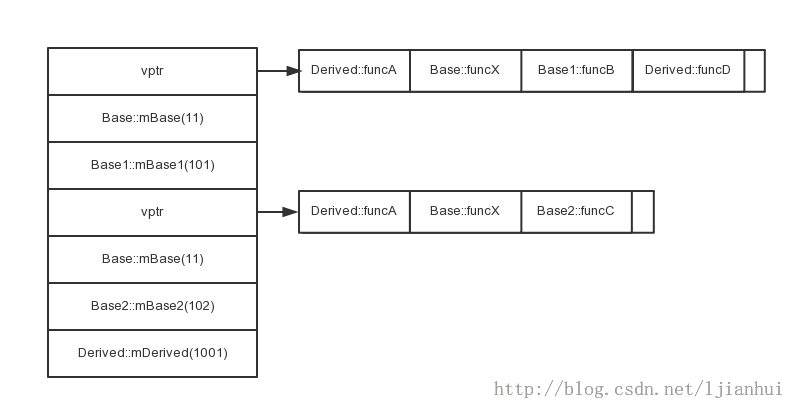 vptr
Derived::funcA
Base::funcX
Base1::funcB
Derived::funcD
Base::mBase(11)
Base1::mBase1(101)
vptr
Derived::funcA
Base::funcX
Base2::funcC
Base::mBase(11)
Base2::mBase2(102)
Derived::mDerived(1001)
http://blog.csdn.net/ljianhui